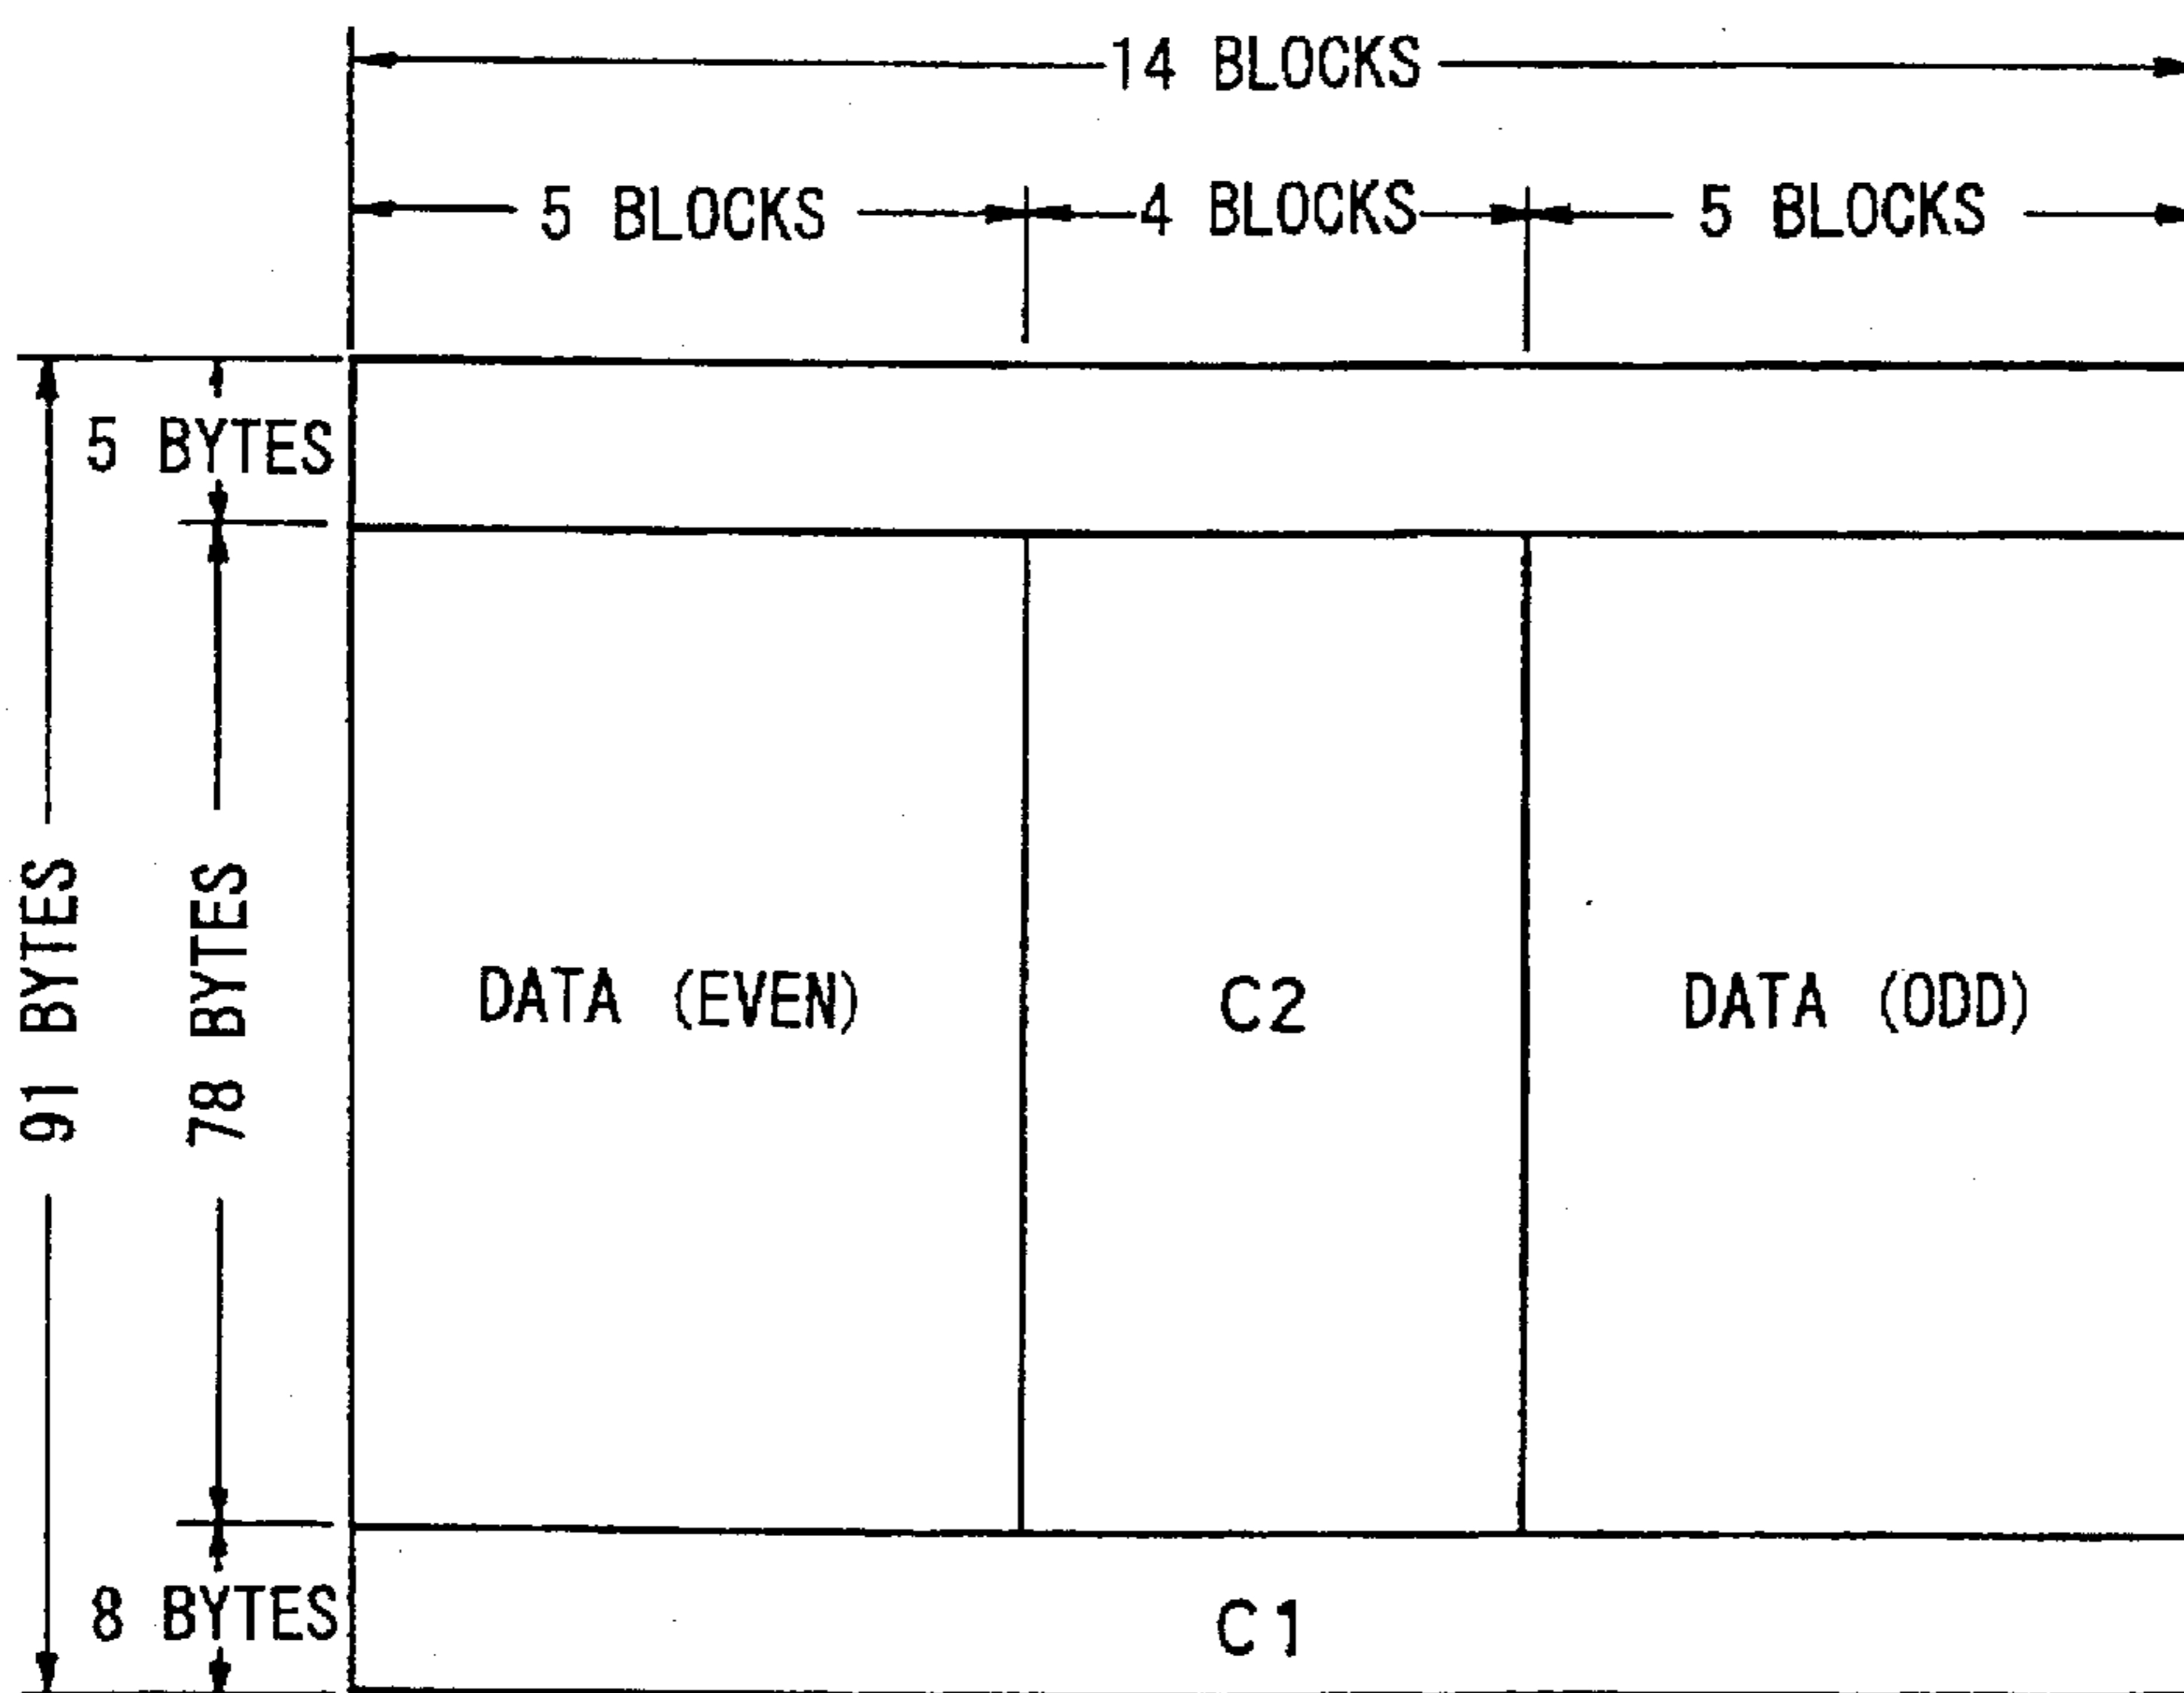 14 BLOCKS
5 BLOCKS 4 BLOCKS 5 BLOCKS
5 BYTES
91 BYTES
78 BYTES
DATA (EVEN) C2 DATA (ODD)
8 BYTES
C1